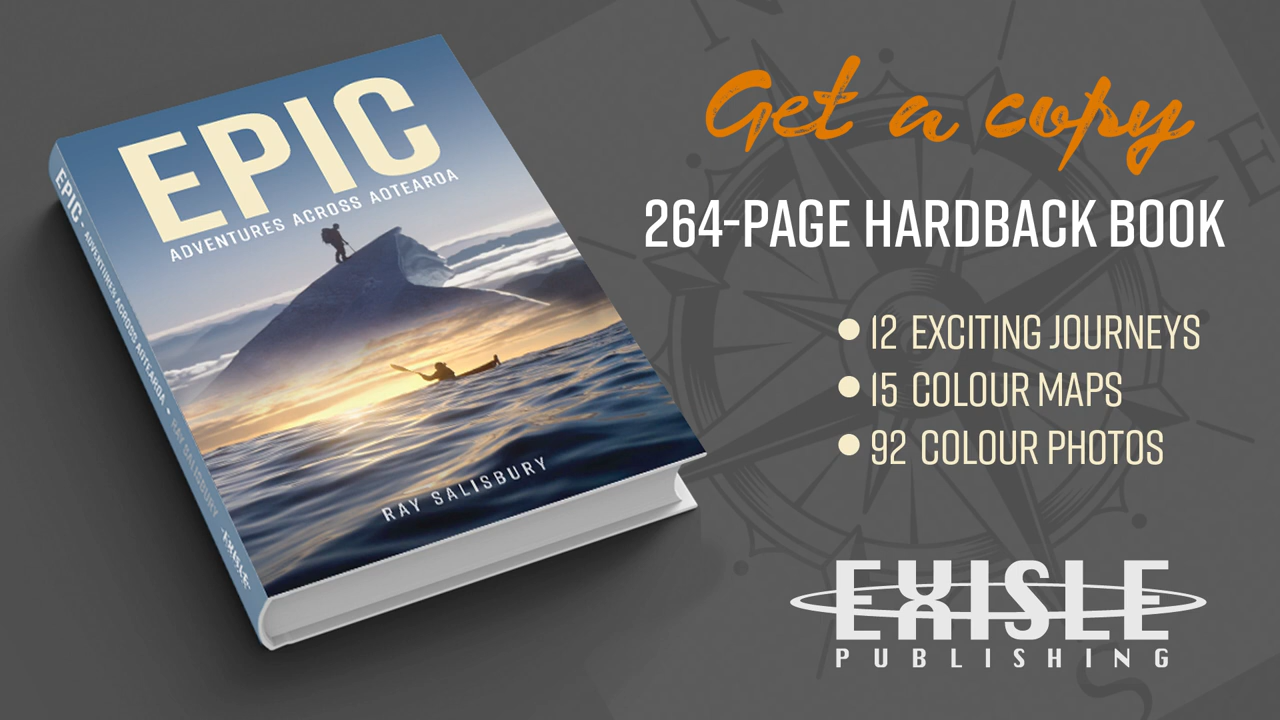 EPIC
ADVENTURES ACROSS AOTEAROA
RAY SALISBURY
EPIC • ADVENTURES ACROSS AOTEAROA • RAY SALISBURY EXISLE
Get a copy
264-PAGE HARDBACK BOOK
• 12 EXCITING JOURNEYS
• 15 COLOUR MAPS
• 92 COLOUR PHOTOS
EXISLE
PUBLISHING
N
E
S